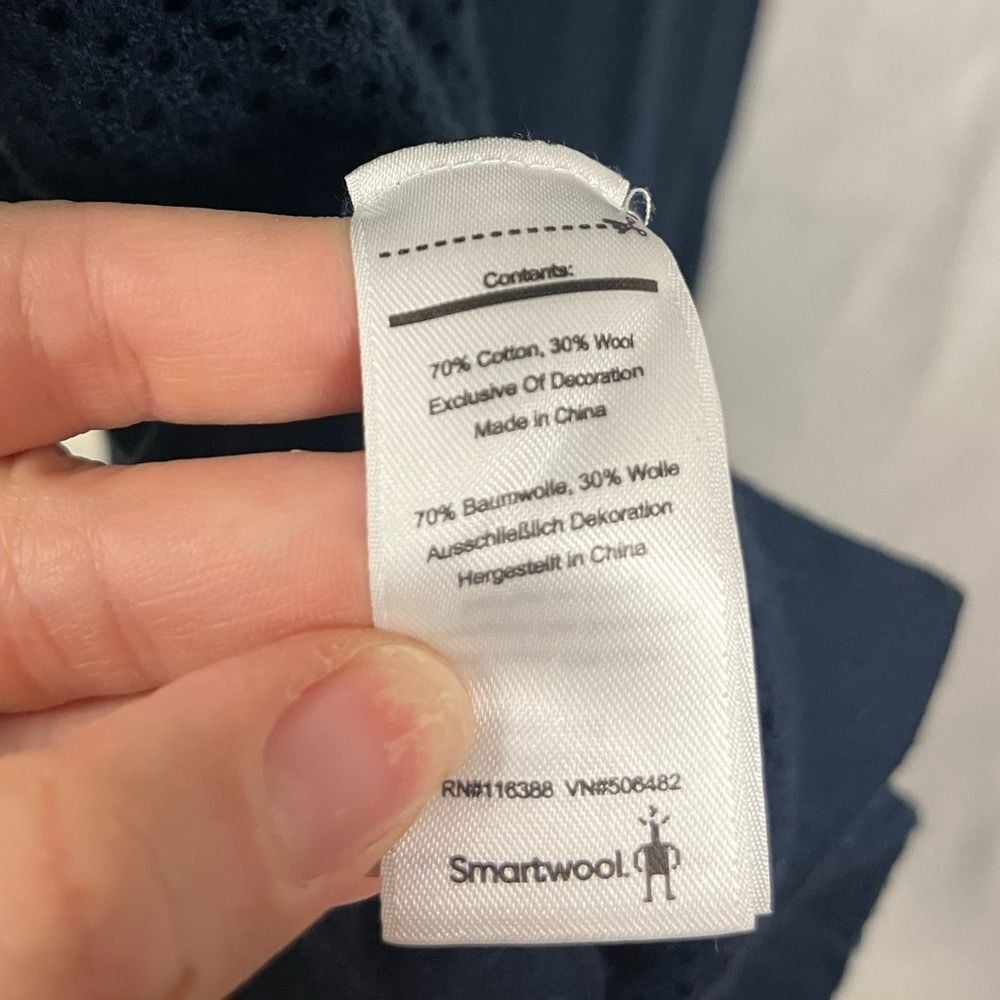 Contants:
70% Cotton, 30% Wool
Exclusive Of Decoration
Made in China
70% Baumwolle, 30% Wolle
Ausschließlich Dekoration
Hergestellt in China
RN#116388 VN#506482
Smartwool.